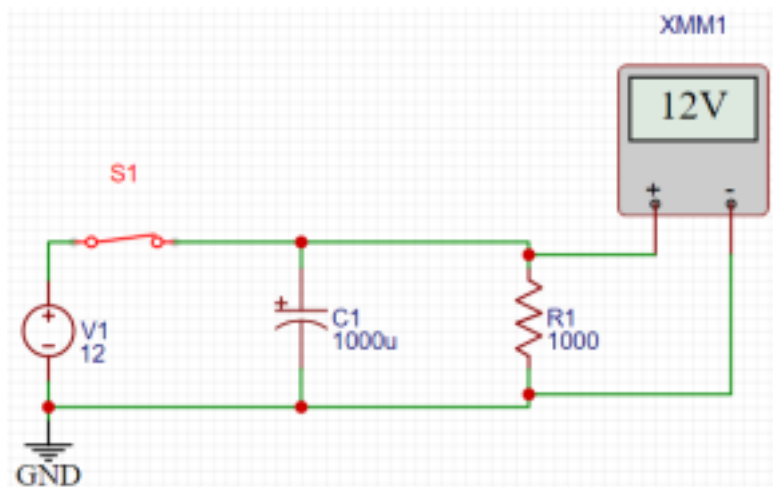 XMM1
12V
+ -
S1
+
-
V1
12
+
C1
1000u
R1
1000
GND